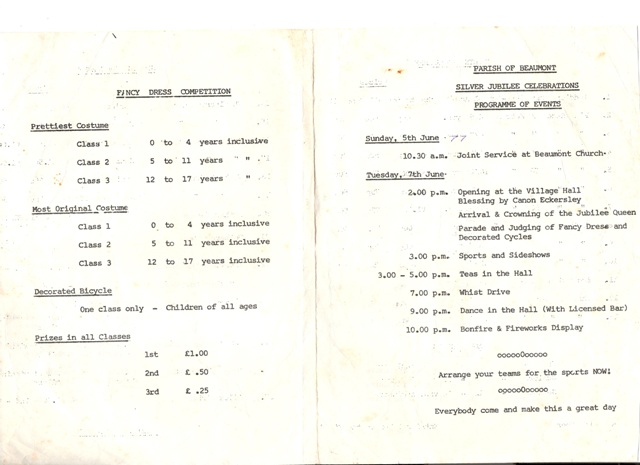 FANCY DRESS COMPETITION
Prettiest Costume
Class 1 0 to 4 years inclusive
Class 2 5 to 11 years " "
Class 3 12 to 17 years "
Most Original Costume
Class 1 0 to 4 years inclusive
Class 2 5 to 11 years inclusive
Class 3 12 to 17 years inclusive
Decorated Bicycle
One class only - Children of all ages
Prizes in all Classes
1st £1.00
2nd £ .50
3rd £ .25
PARISH OF BEAUMONT
SILVER JUBILEE CELEBRATIONS
PROGRAMME OF EVENTS
Sunday, 5th June 77
10.30 a.m. Joint Service at Beaumont Church
Tuesday, 7th June
2.00 p.m. Opening at the Village Hall
Blessing by Canon Eckersley
Arrival & Crowning of the Jubilee Queen
Parade and Judging of Fancy Dress and
Decorated Cycles
3.00 p.m. Sports and Sideshows
3.00 - 5.00 p.m. Teas in the Hall
7.00 p.m. Whist Drive
9.00 p.m. Dance in the Hall (With Licensed Bar)
10.00 p.m. Bonfire & Fireworks Display
oooooOooooo
Arrange your teams for the sports NOW!
oooooOooooo
Everybody come and make this a great day